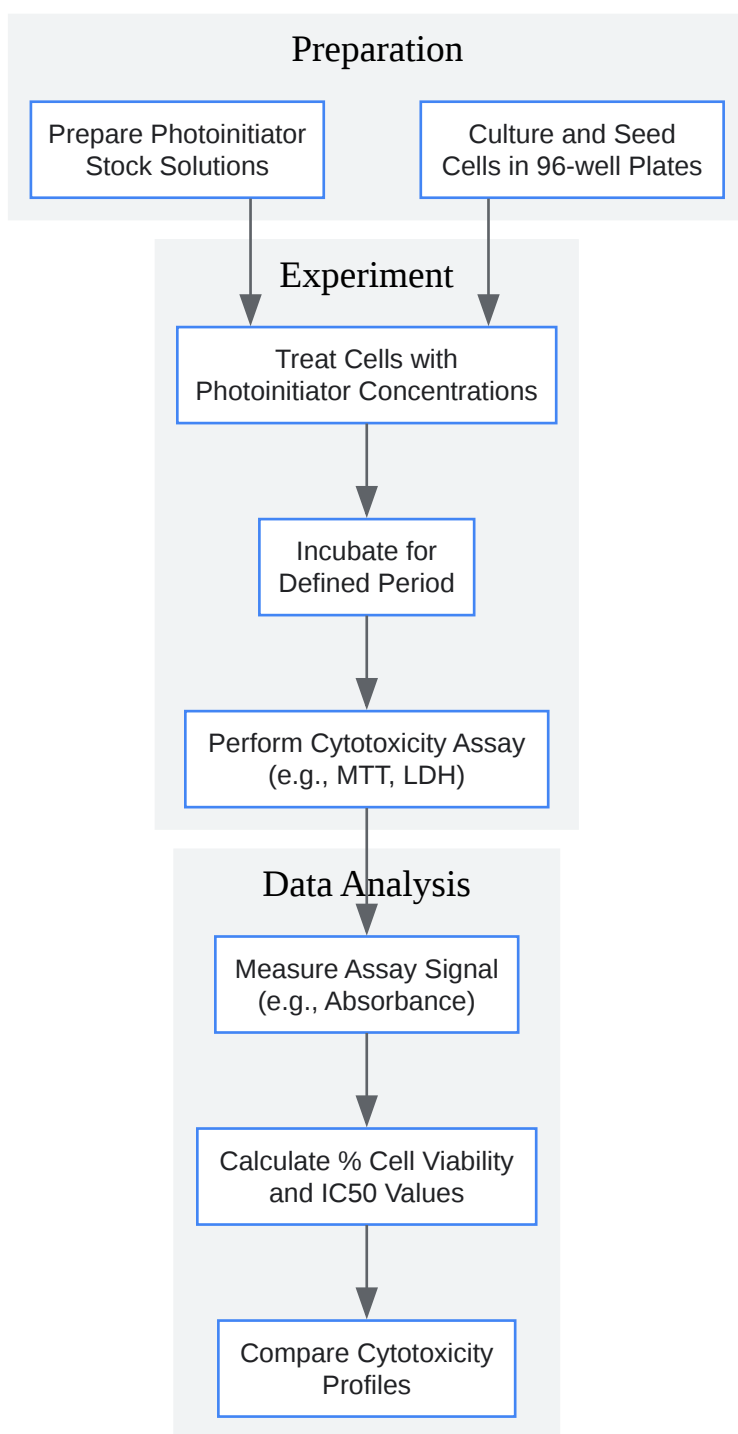 Preparation
Prepare Photoinitiator
Stock Solutions
Culture and Seed
Cells in 96-well Plates
Experiment
Treat Cells with
Photoinitiator Concentrations
Incubate for
Defined Period
Perform Cytotoxicity Assay
(e.g., MTT, LDH)
Data Analysis
Measure Assay Signal
(e.g., Absorbance)
Calculate % Cell Viability
and IC50 Values
Compare Cytotoxicity
Profiles